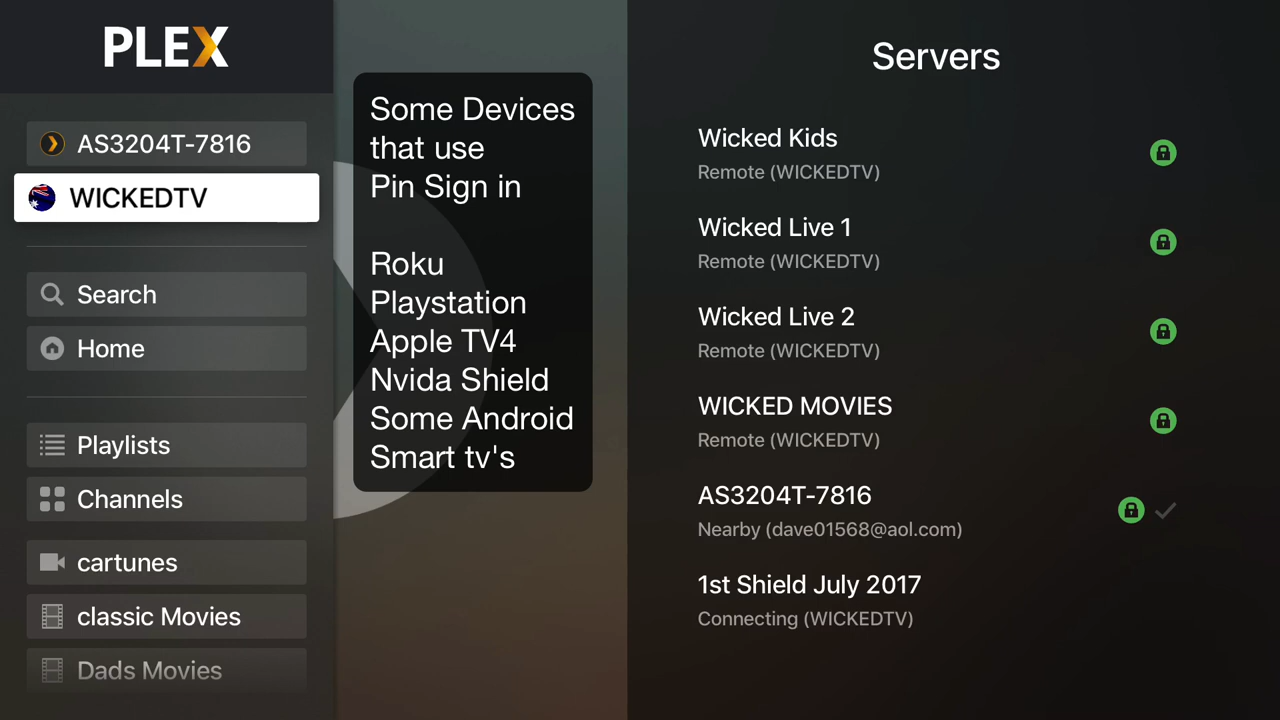 PLEX
AS3204T-7816
WICKEDTV
Search
Home
Playlists
Channels
cartunes
classic Movies
Dads Movies
Some Devices
that use
Pin Sign in
Roku
Playstation
Apple TV4
Nvida Shield
Some Android
Smart tv's
Servers
Wicked Kids
Remote (WICKEDTV)
Wicked Live 1
Remote (WICKEDTV)
Wicked Live 2
Remote (WICKEDTV)
WICKED MOVIES
Remote (WICKEDTV)
AS3204T-7816
Nearby (dave01568@aol.com)
1st Shield July 2017
Connecting (WICKEDTV)